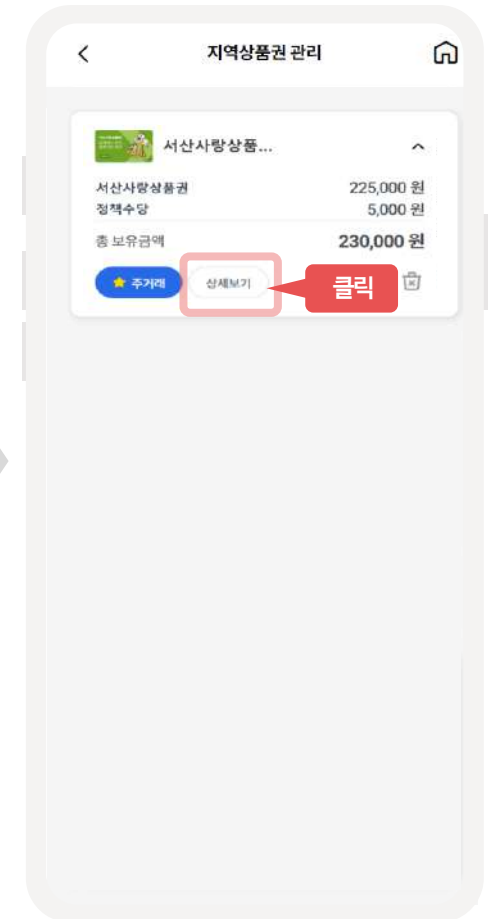 지역상품권 관리
서산사랑상품...
서산사랑상품권 225,000 원
정책수당 5,000 원
총 보유금액 230,000 원
주거래 상세보기 클릭